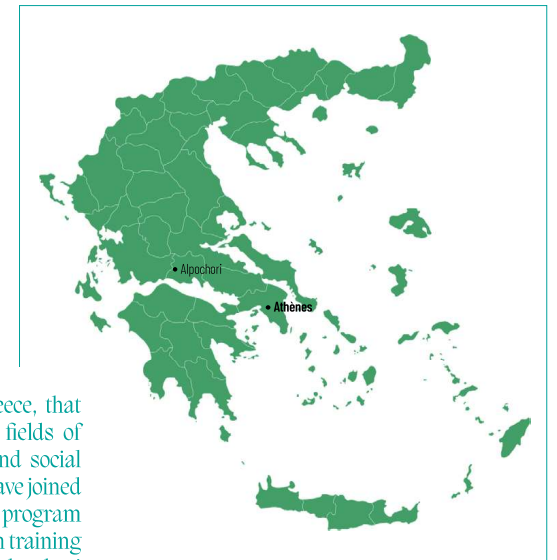 Alpochori
Athènes
eece, that
fields of
nd social
ave joined
program
n training